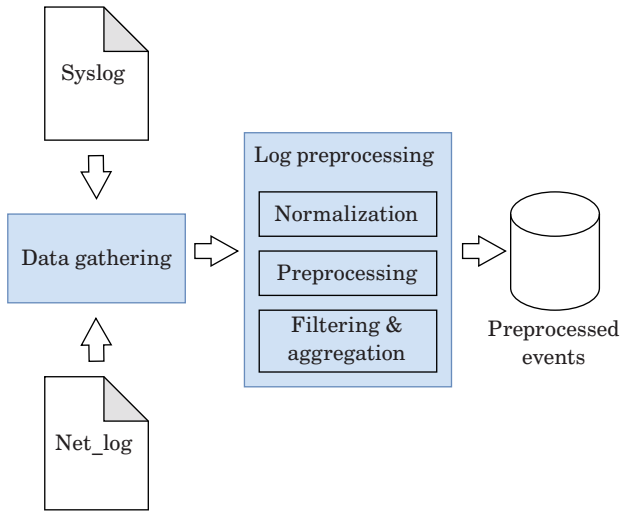 Syslog
Log preprocessing
Normalization
Data gathering
Preprocessing
Filtering &
aggregation
Preprocessed
events
Net_log